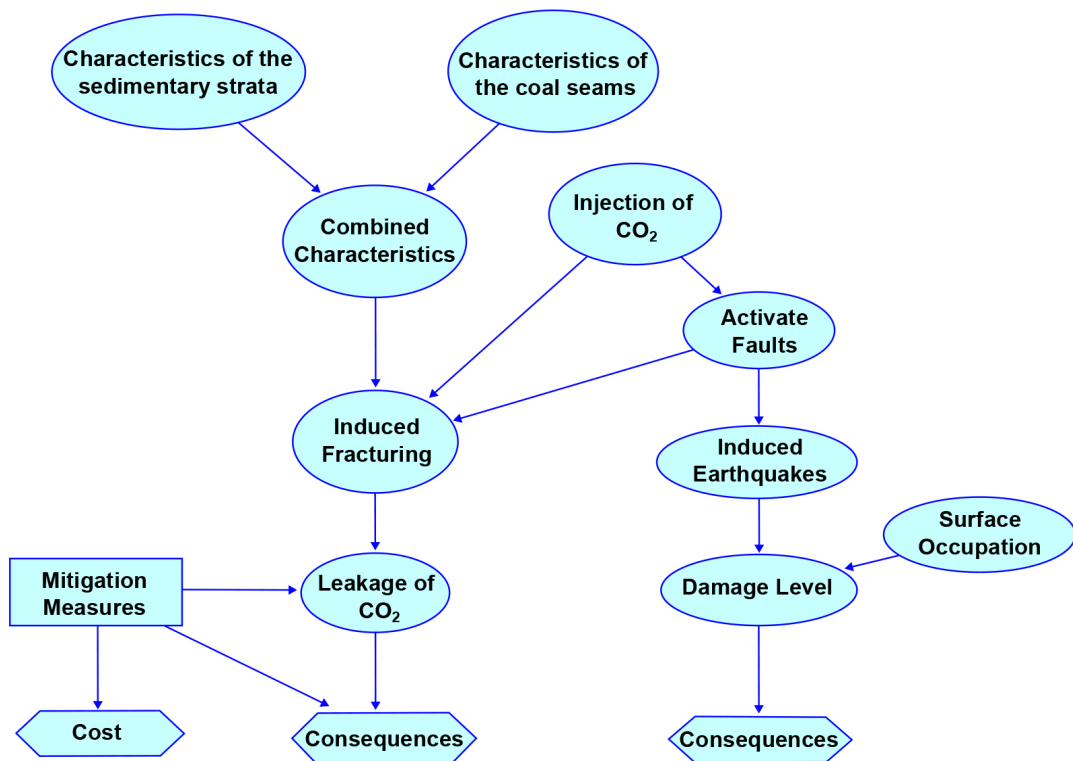 Characteristics of the
sedimentary strata
Characteristics of
the coal seams
Combined
Characteristics
Injection of
CO₂
Activate
Faults
Induced
Fracturing
Induced
Earthquakes
Surface
Occupation
Mitigation
Measures
Leakage of
CO₂
Damage Level
Cost
Consequences
Consequences